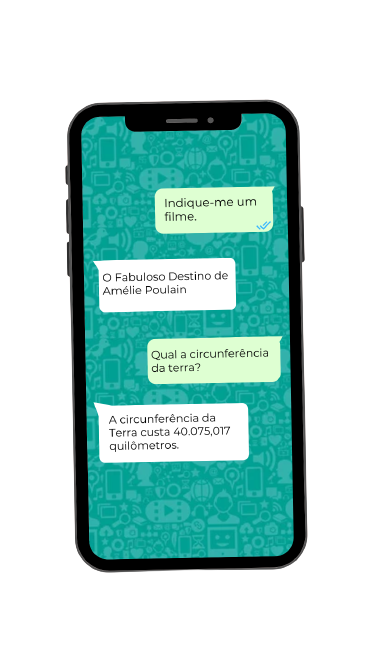 Indique-me um
filme.
O Fabuloso Destino de
Amélie Poulain
Qual a circunferência
da terra?
A circunferência da
Terra custa 40.075,017
quilômetros.